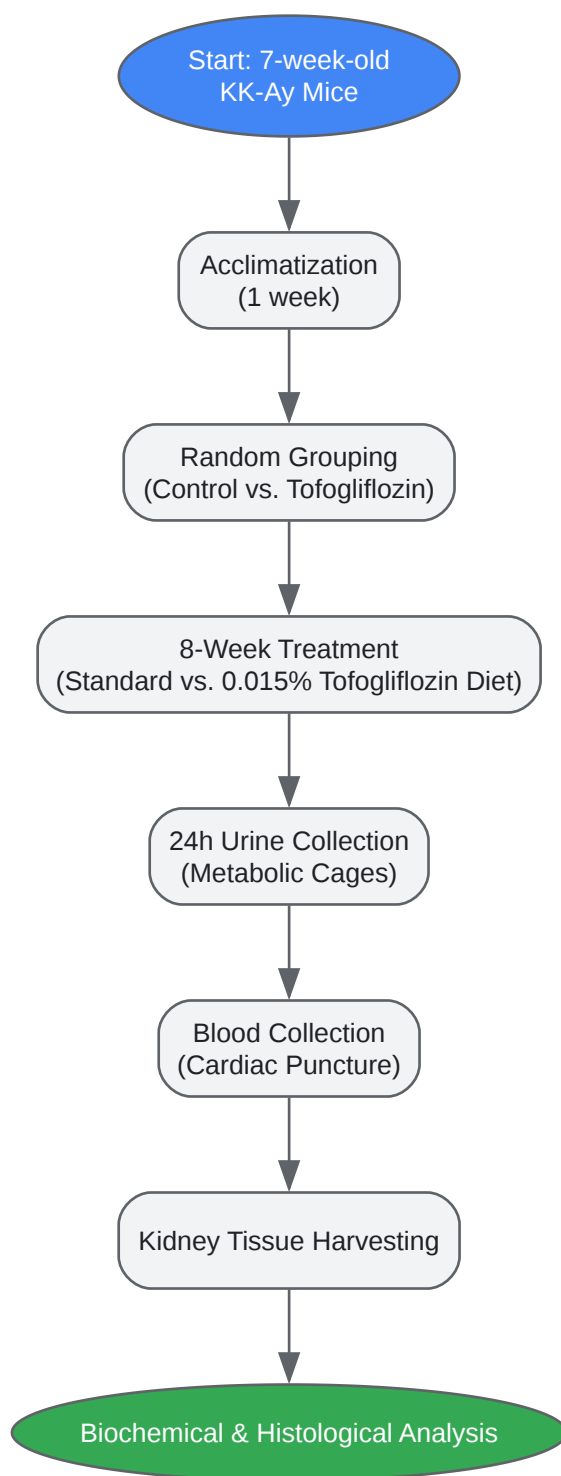 Start: 7-week-old
KK-Ay Mice
Acclimatization
(1 week)
Random Grouping
(Control vs. Tofogliflozin)
8-Week Treatment
(Standard vs. 0.015% Tofogliflozin Diet)
24h Urine Collection
(Metabolic Cages)
Blood Collection
(Cardiac Puncture)
Kidney Tissue Harvesting
Biochemical & Histological Analysis